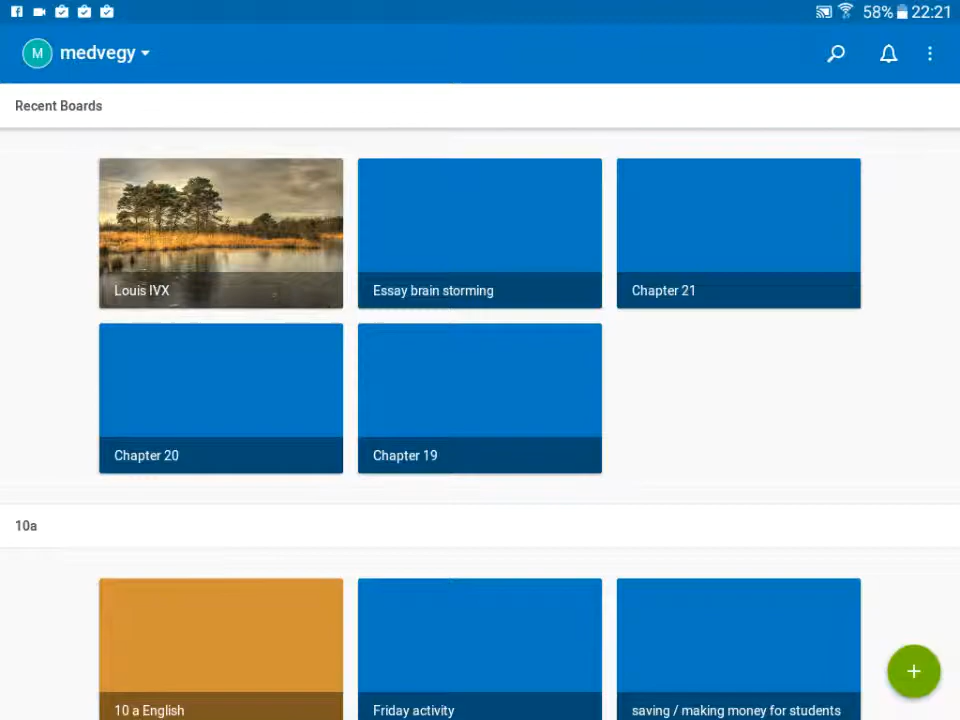 58% 22:21
M medvegy
Recent Boards
Louis IVX
Essay brain storming
Chapter 21
Chapter 20
Chapter 19
10a
10 a English
Friday activity
saving / making money for students